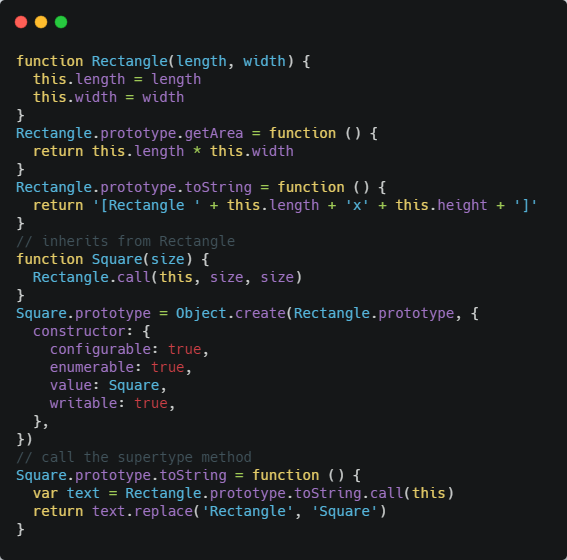 function Rectangle(length, width) {
  this.length = length
  this.width = width
}
Rectangle.prototype.getArea = function () {
  return this.length * this.width
}
Rectangle.prototype.toString = function () {
  return '[Rectangle ' + this.length + 'x' + this.height + ']'
}
// inherits from Rectangle
function Square(size) {
  Rectangle.call(this, size, size)
}
Square.prototype = Object.create(Rectangle.prototype, {
  constructor: {
    configurable: true,
    enumerable: true,
    value: Square,
    writable: true,
  },
})
// call the supertype method
Square.prototype.toString = function () {
  var text = Rectangle.prototype.toString.call(this)
  return text.replace('Rectangle', 'Square')
}